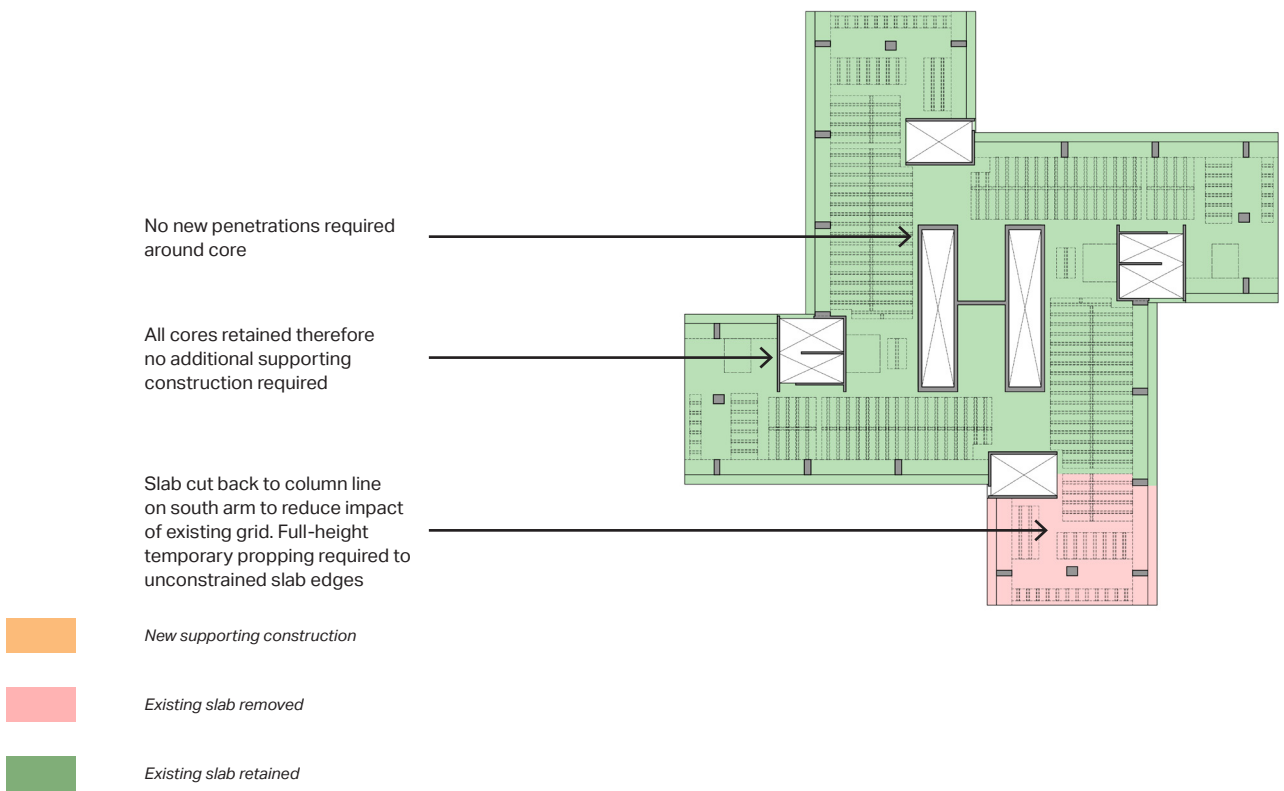 No new penetrations required
around core
All cores retained therefore
no additional supporting
construction required
Slab cut back to column line
on south arm to reduce impact
of existing grid. Full-height
temporary propping required to
unconstrained slab edges
New supporting construction
Existing slab removed
Existing slab retained